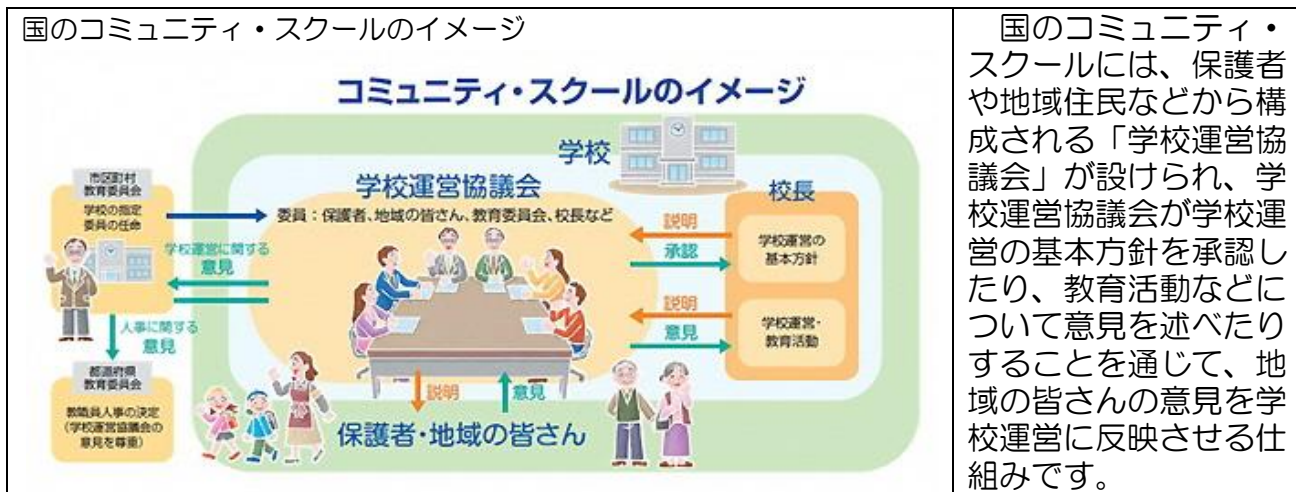 国のコミュニティ・スクールのイメージ
コミュニティ・スクールのイメージ
学校
市区町村
教育委員会
学校の指定
委員の任命
学校運営協議会
委員:保護者、地域の皆さん、教育委員会、校長など
校長
説明
承認
学校運営の
基本方針
学校運営に関する
意見
説明
意見
学校運営・
教育活動
人事に関する
意見
都道府県
教育委員会
教職員人事の決定
(学校運営協議会の
意見を尊重)
説明
意見
保護者・地域の皆さん
国のコミュニティ・
スクールには、保護者
や地域住民などから構
成される「学校運営協
議会」が設けられ、学
校運営協議会が学校運
営の基本方針を承認し
たり、教育活動などに
ついて意見を述べたり
することを通じて、地
域の皆さんの意見を学
校運営に反映させる仕
組みです。